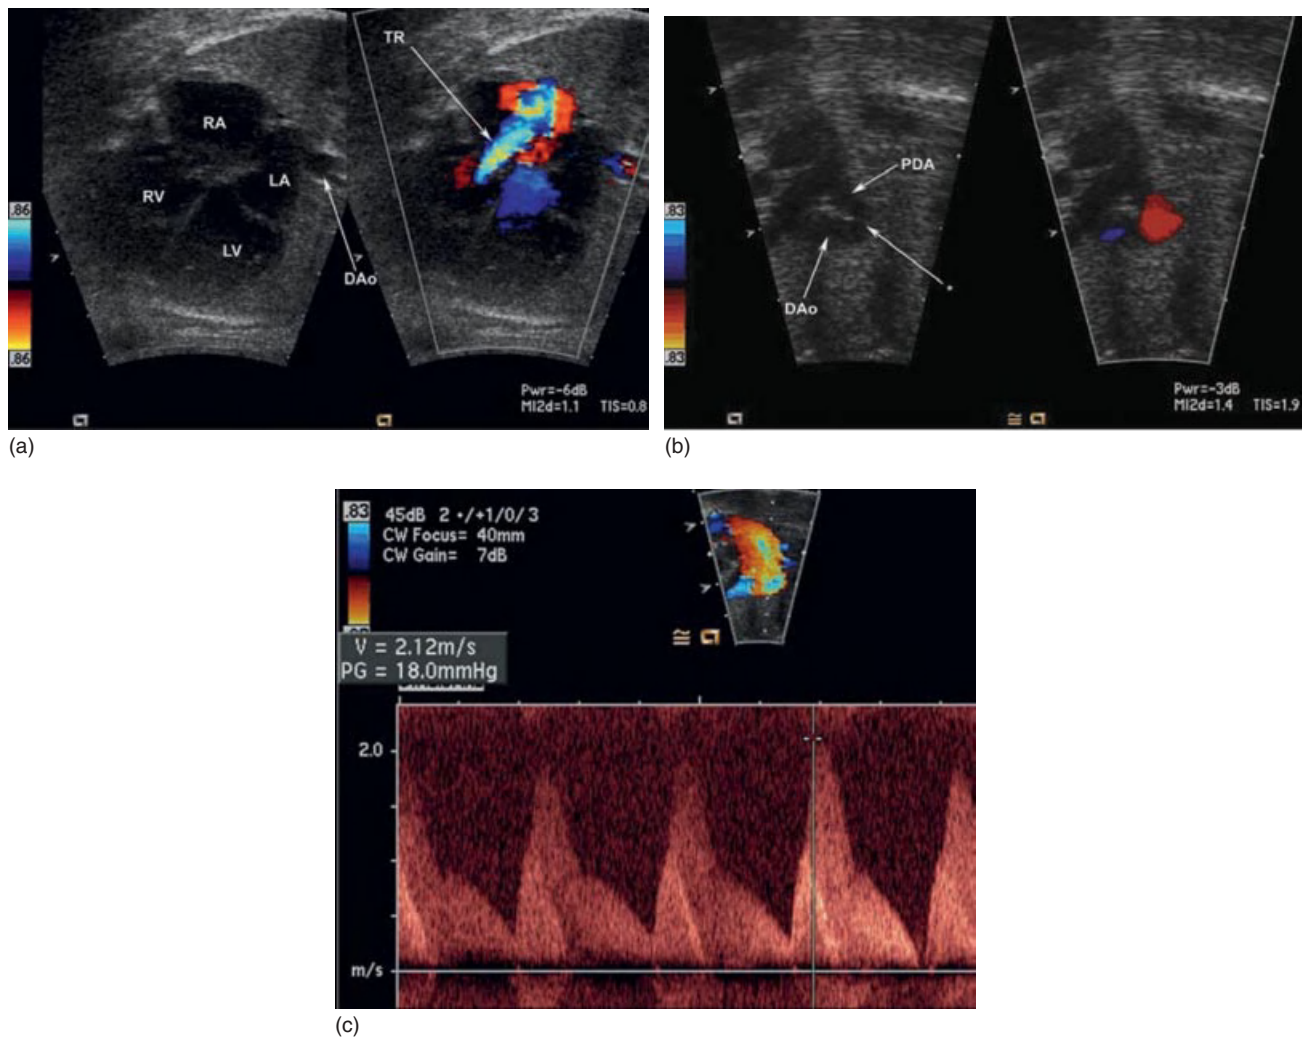 TR
RA
LA
RV
LV
DAo
.86
.86
Pwr=-6dB
MI2d=1.1 TIS=0.8
(a)
PDA
DAo
*
.83
.83
Pwr=-3dB
MI2d=1.4 TIS=1.9
(b)
.83
45dB 2 •/+1/0/3
CW Focus= 40mm
CW Gain= 7dB
V = 2.12m/s
PG = 18.0mmHg
2.0
m/s
(c)